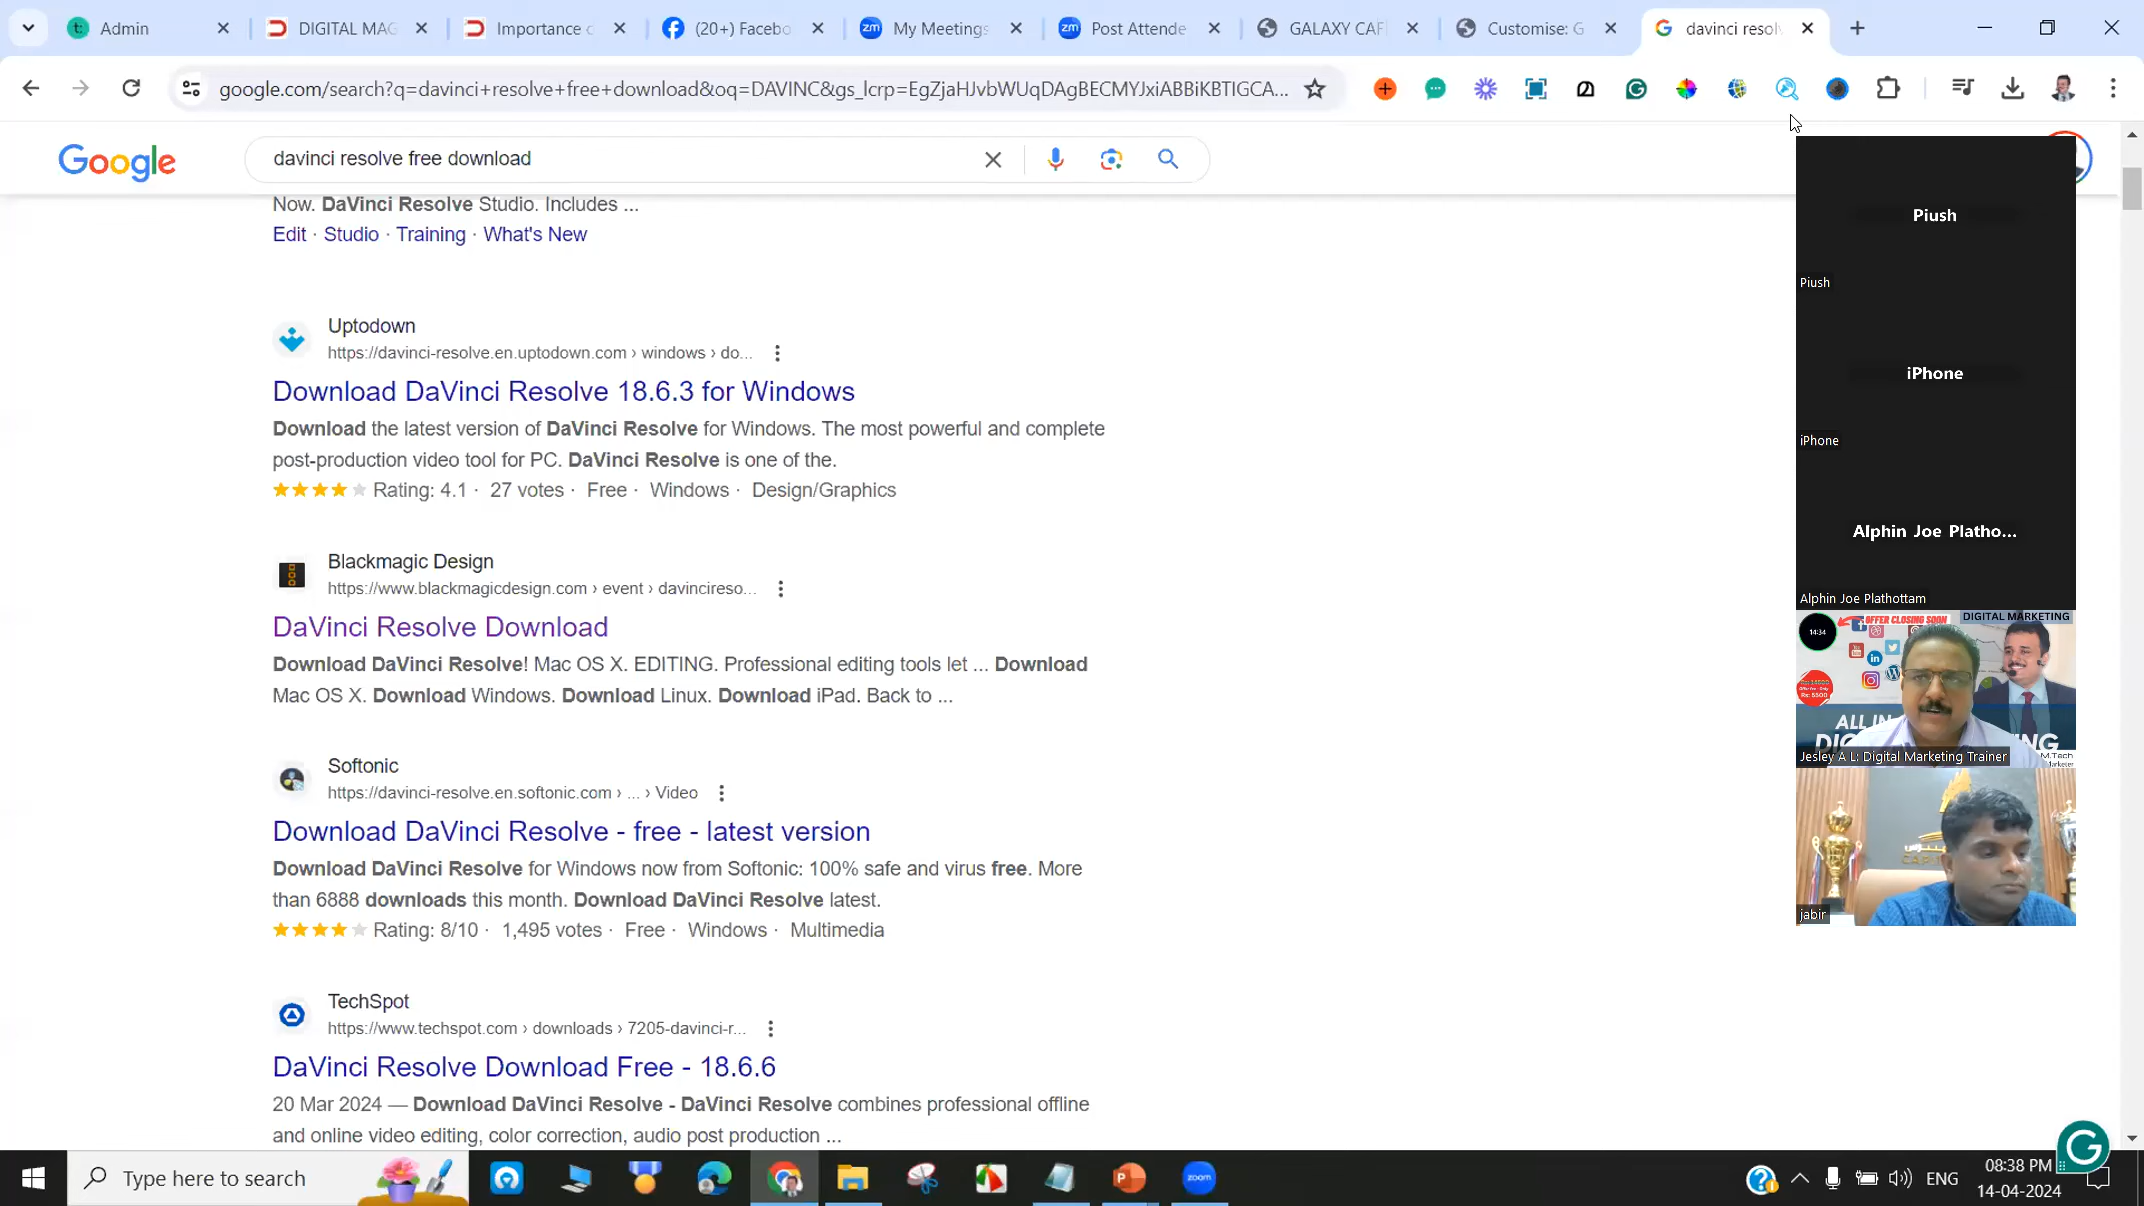 Admin
DIGITAL MAG
Importance o
(20+) Facebo
My Meetings
Post Attende
GALAXY CAF
Customise: G
davinci resol
google.com/search?q=davinci+resolve+free+download&oq=DAVINC&gs_lcrp=EgZjaHJvbWUqDAgBECMYJxiABBiKBTIGCA...
Google
davinci resolve free download
Now. DaVinci Resolve Studio. Includes ...
Edit · Studio · Training · What's New
Uptodown
https://davinci-resolve.en.uptodown.com › windows › do...
Download DaVinci Resolve 18.6.3 for Windows
Download the latest version of DaVinci Resolve for Windows. The most powerful and complete
post-production video tool for PC. DaVinci Resolve is one of the.
Rating: 4.1 · 27 votes · Free · Windows · Design/Graphics
Blackmagic Design
https://www.blackmagicdesign.com › event › davincireso...
DaVinci Resolve Download
Download DaVinci Resolve! Mac OS X. EDITING. Professional editing tools let ... Download
Mac OS X. Download Windows. Download Linux. Download iPad. Back to ...
Softonic
https://davinci-resolve.en.softonic.com › ... › Video
Download DaVinci Resolve - free - latest version
Download DaVinci Resolve for Windows now from Softonic: 100% safe and virus free. More
than 6888 downloads this month. Download DaVinci Resolve latest.
Rating: 8/10 · 1,495 votes · Free · Windows · Multimedia
TechSpot
https://www.techspot.com › downloads › 7205-davinci-r...
DaVinci Resolve Download Free - 18.6.6
20 Mar 2024 — Download DaVinci Resolve - DaVinci Resolve combines professional offline
and online video editing, color correction, audio post production ...
Piush
Piush
iPhone
iPhone
Alphin Joe Platho...
Alphin Joe Plathottam
14:34
OFFER CLOSING SOON
DIGITAL MARKETING
ALL IN
Jesley A L: Digital Marketing Trainer
M.Tech
jabir
Type here to search
zoom
ENG
08:38 PM
14-04-2024